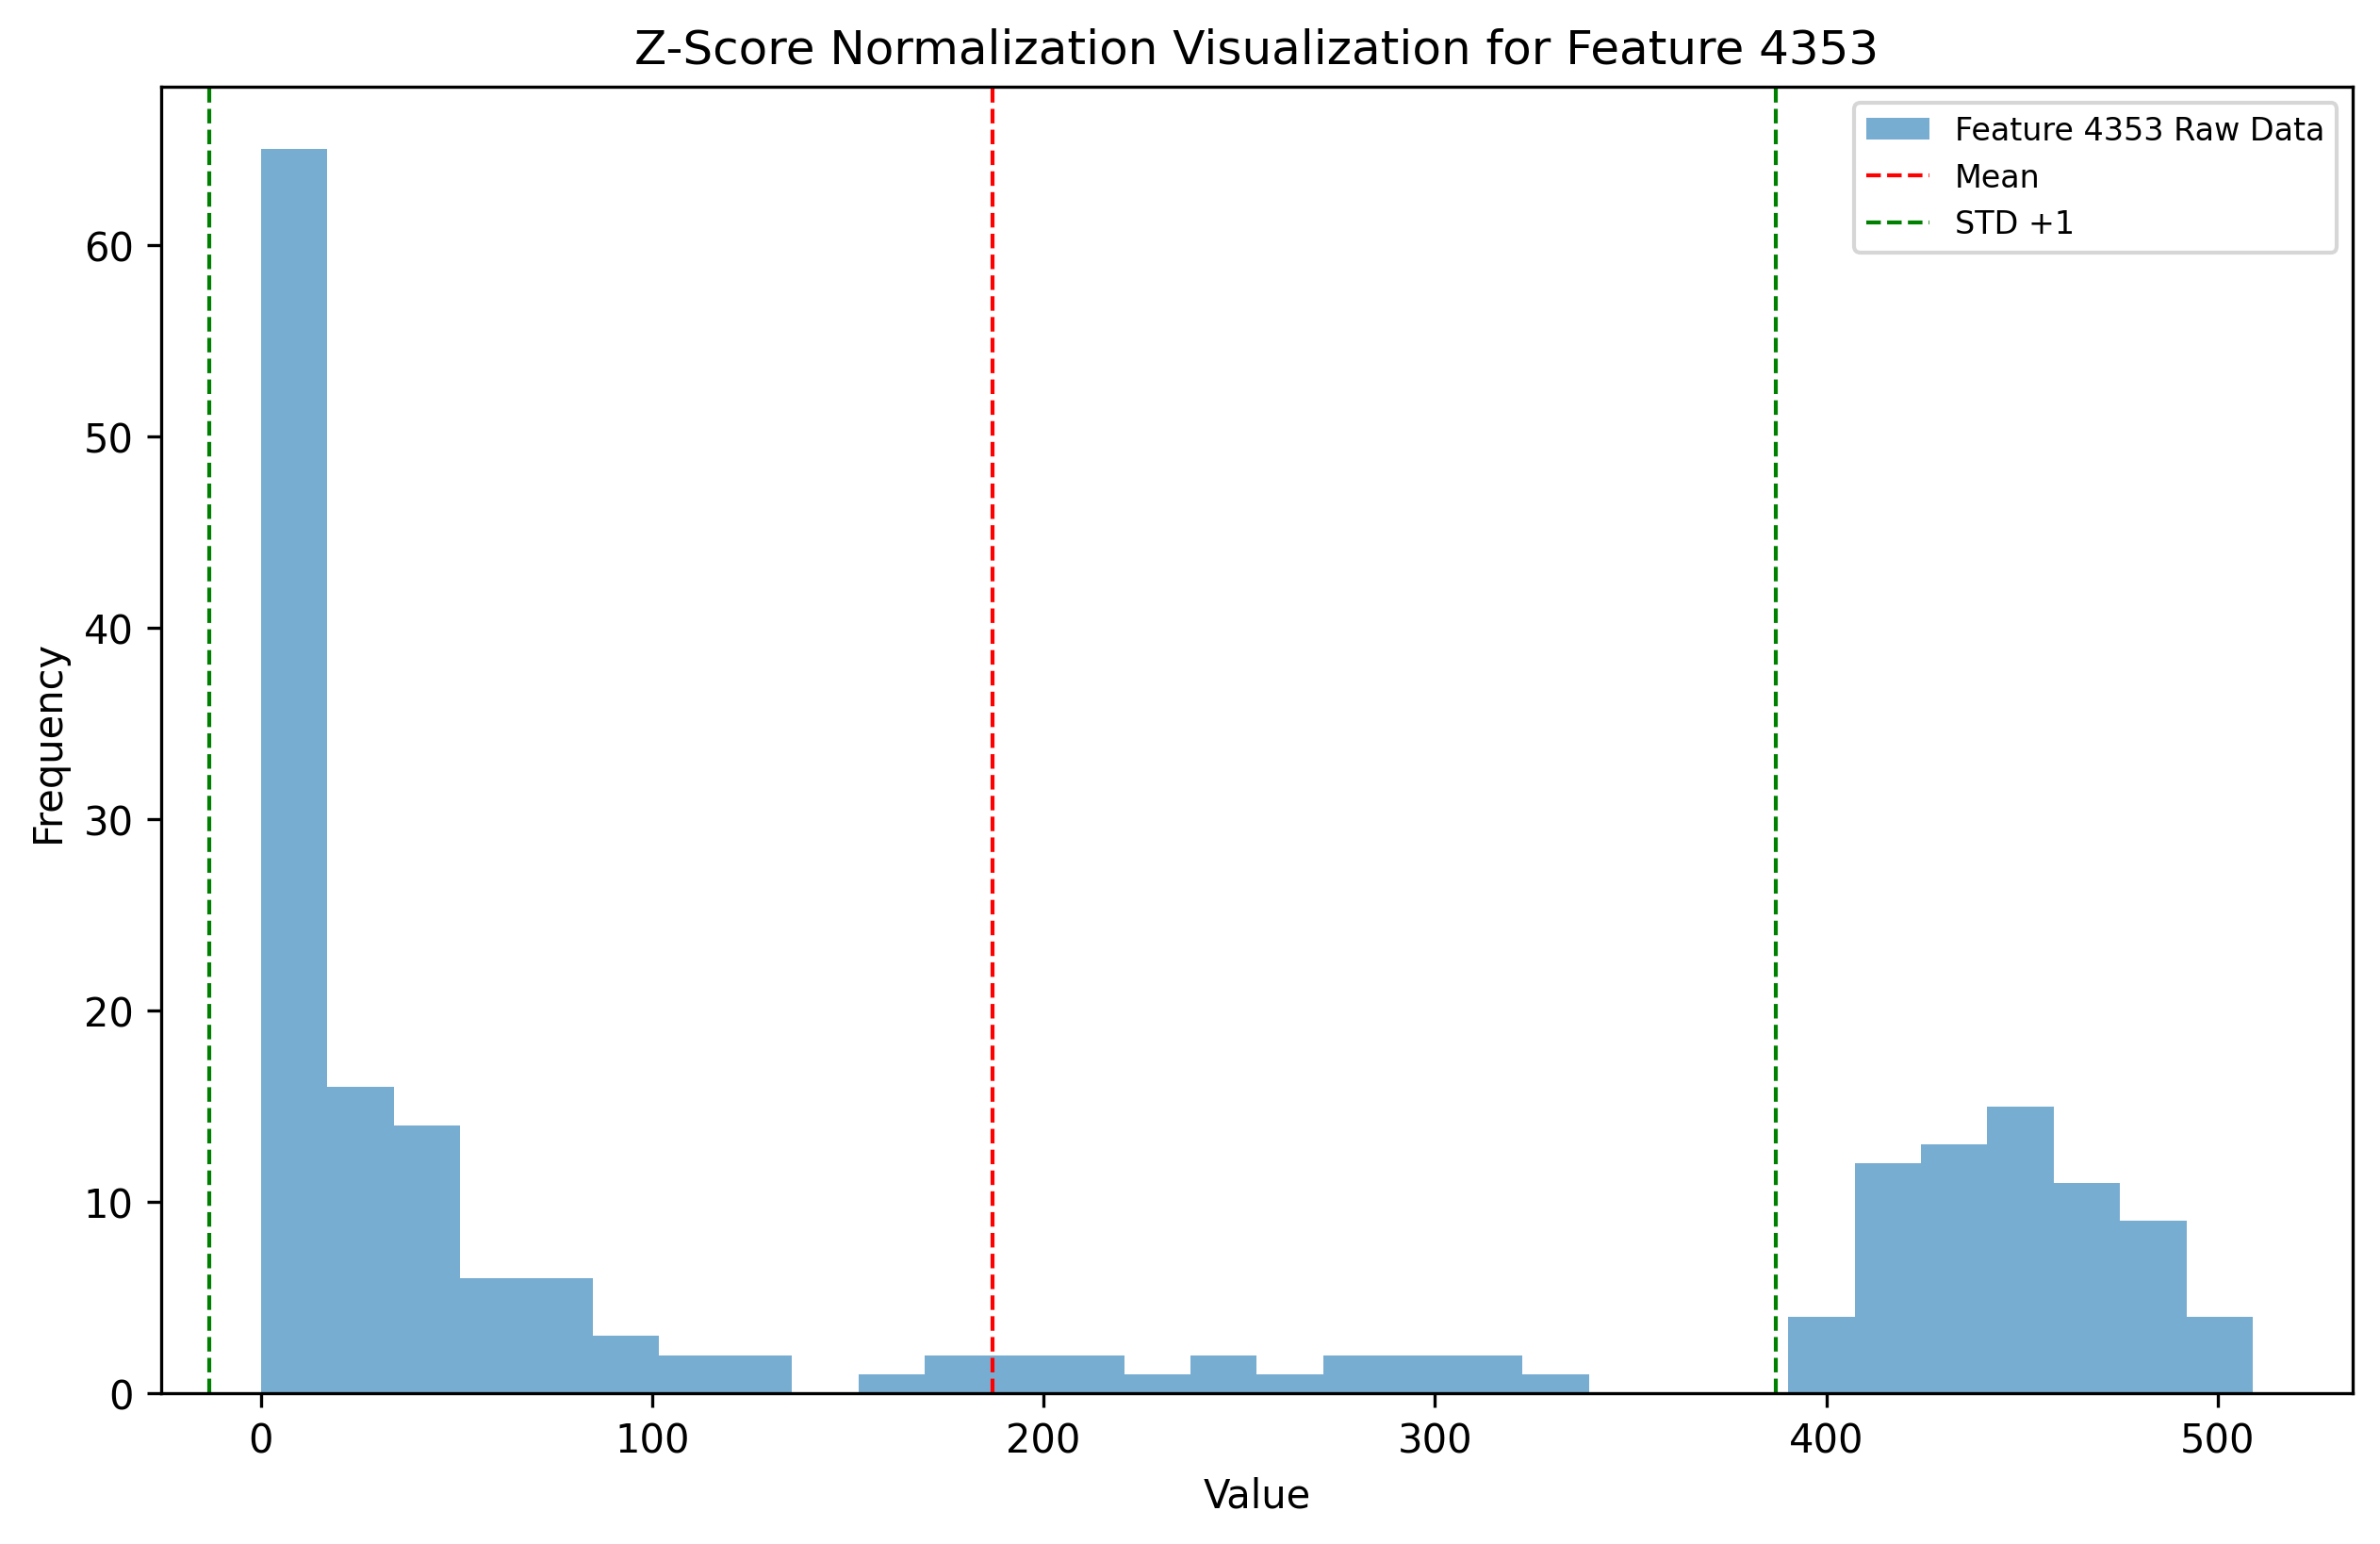 Z-Score Normalization Visualization for Feature 4353
Feature 4353 Raw Data
Mean
STD +1
60
50
40
30
20
10
0
Frequency
0 100 200 300 400 500
Value